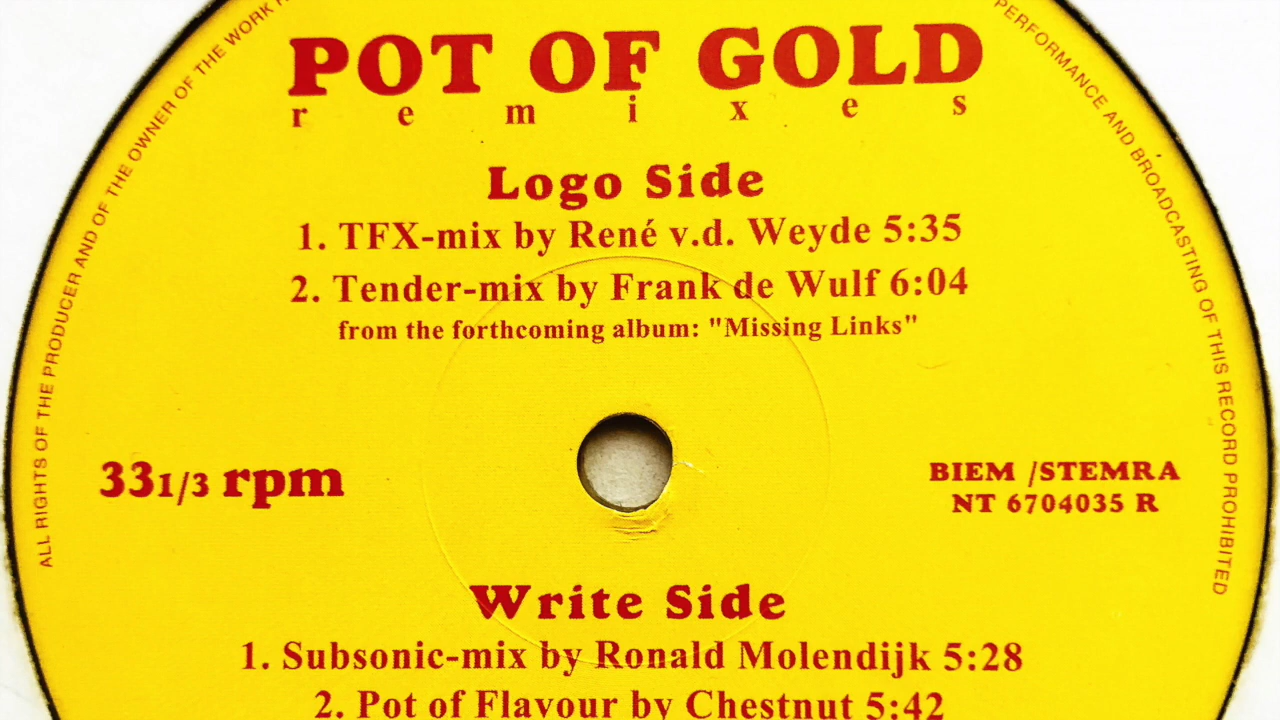 ALL RIGHTS OF THE PRODUCER AND OF THE OWNER OF THE WORK
PERFORMANCE AND BROADCASTING OF THIS RECORD PROHIBITED
POT OF GOLD
remixes
Logo Side
1. TFX-mix by René v.d. Weyde 5:35
2. Tender-mix by Frank de Wulf 6:04
from the forthcoming album: "Missing Links"
33 1/3 rpm
BIEM /STEMRA
NT 6704035 R
Write Side
1. Subsonic-mix by Ronald Molendijk 5:28
2. Pot of Flavour by Chestnut 5:42